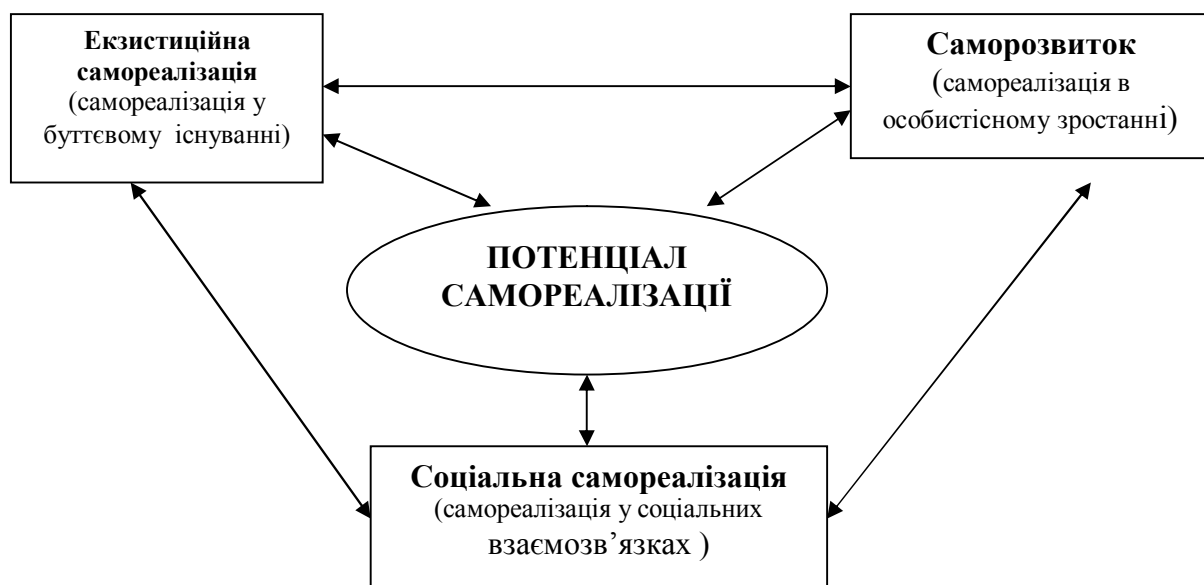 Екзистиційна
самореалізація
(самореалізація у
буттєвому існуванні)
Саморозвиток
(самореалізація в
особистісному зростанні)
ПОТЕНЦІАЛ
САМОРЕАЛІЗАЦІЇ
Соціальна самореалізація
(самореалізація у соціальних
взаємозв’язках )